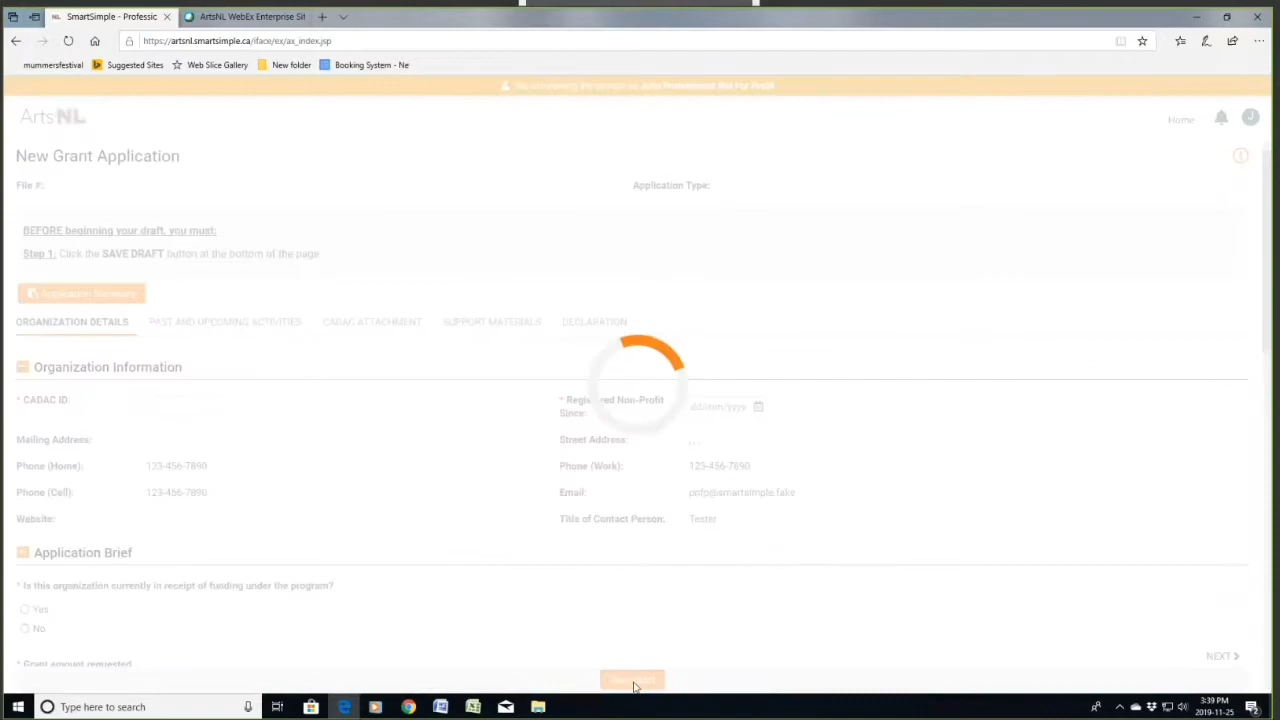 SmartSimple - Professic
ArtsNL WebEx Enterprise Sit
https://artsnl.smartsimple.ca/iface/ex/ax_index.jsp
mummersfestival
Suggested Sites
Web Slice Gallery
New folder
Booking System - Ne
Arts NL
Home
J
New Grant Application
File #:
Application Type:
BEFORE beginning your draft, you must:
Step 1: Click the SAVE DRAFT button at the bottom of the page
Application Summary
ORGANIZATION DETAILS
PAST AND UPCOMING ACTIVITIES
CADAC ATTACHMENT
SUPPORT MATERIALS
DECLARATION
Organization Information
* CADAC ID:
* Registered Non-Profit
Since:
dd/mm/yyyy
Mailing Address:
Street Address:
, , ,
Phone (Home):
123-456-7890
Phone (Work):
123-456-7890
Phone (Cell):
123-456-7890
Email:
pnfp@smartsimple.fake
Website:
Title of Contact Person:
Tester
Application Brief
* Is this organization currently in receipt of funding under the program?
Yes
No
* Grant amount requested
NEXT
Type here to search
3:39 PM
2019-11-25